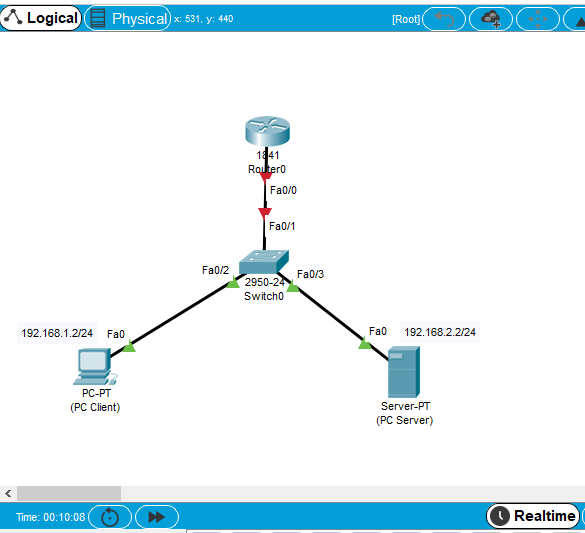 Logical
Physical
x: 531, y: 440
[Root]
1841
Router0
Fa0/0
Fa0/1
Fa0/2
Fa0/3
2950-24
Switch0
192.168.1.2/24
Fa0
Fa0
192.168.2.2/24
PC-PT
(PC Client)
Server-PT
(PC Server)
Time: 00:10:08
Realtime